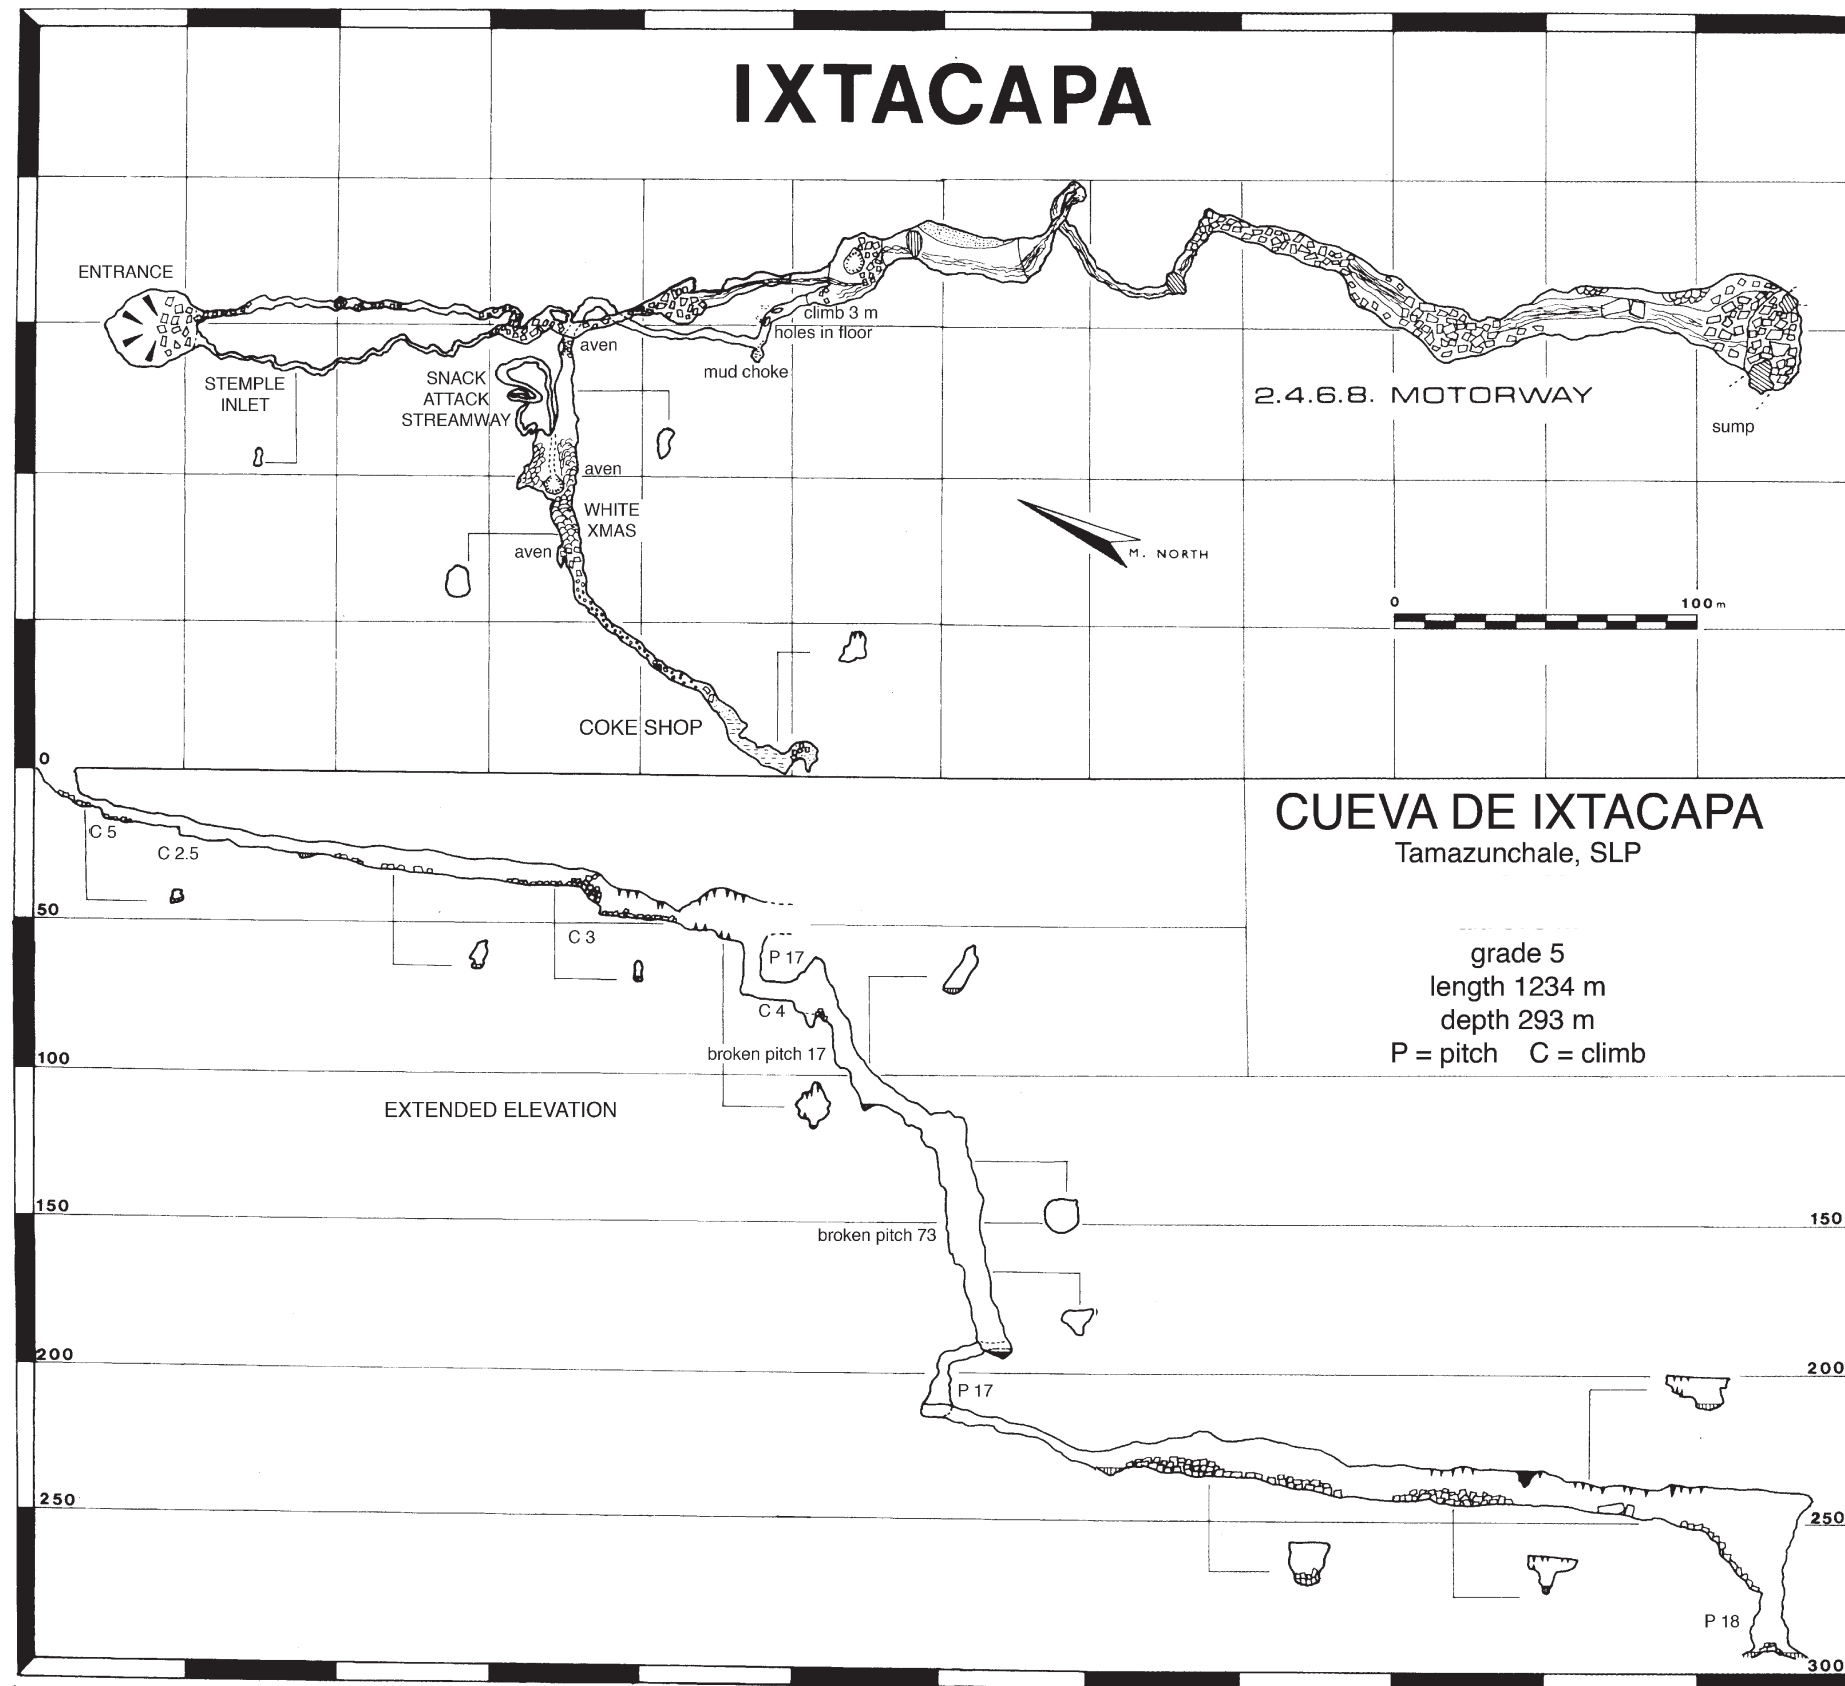 IXTACAPA
ENTRANCE
STEMPLE
INLET
SNACK
ATTACK
STREAMWAY
aven
climb 3 m
holes in floor
mud choke
2.4.6.8. MOTORWAY
sump
aven
WHITE
XMAS
aven
M. NORTH
0 100 m
COKE SHOP
0
CUEVA DE IXTACAPA
Tamazunchale, SLP
grade 5
length 1234 m
depth 293 m
P = pitch C = climb
C 5
C 2.5
50
C 3
P 17
C 4
broken pitch 17
100
EXTENDED ELEVATION
150
150
broken pitch 73
200
200
P 17
250
250
P 18
300